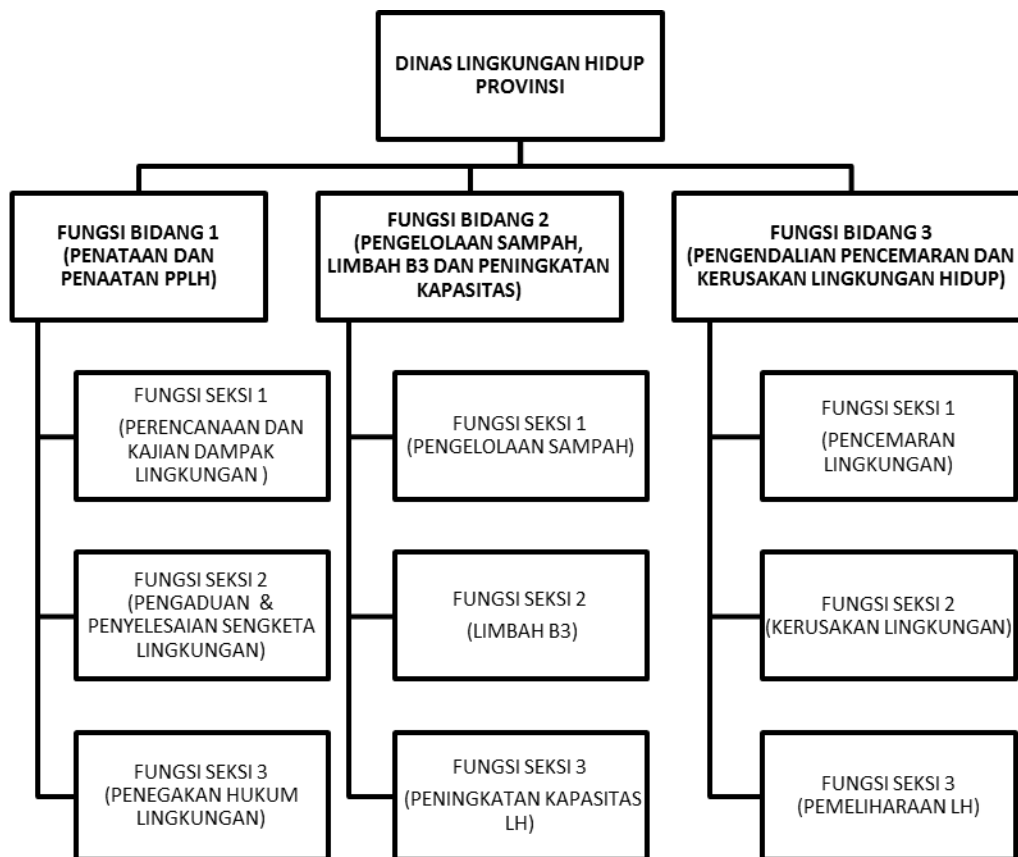 DINAS LINGKUNGAN HIDUP
PROVINSI
FUNGSI BIDANG 1
(PENATAAN DAN
PENAATAN PPLH)
FUNGSI SEKSI 1
(PERENCANAAN DAN
KAJIAN DAMPAK
LINGKUNGAN )
FUNGSI SEKSI 2
(PENGADUAN & 
PENYELESAIAN SENGKETA
LINGKUNGAN)
FUNGSI SEKSI 3
(PENEGAKAN HUKUM
LINGKUNGAN)
FUNGSI BIDANG 2
(PENGELOLAAN SAMPAH,
LIMBAH B3 DAN PENINGKATAN
KAPASITAS)
FUNGSI SEKSI 1
(PENGELOLAAN SAMPAH)
FUNGSI SEKSI 2
(LIMBAH B3)
FUNGSI SEKSI 3
(PENINGKATAN KAPASITAS
LH)
FUNGSI BIDANG 3
(PENGENDALIAN PENCEMARAN DAN
KERUSAKAN LINGKUNGAN HIDUP)
FUNGSI SEKSI 1
(PENCEMARAN
LINGKUNGAN)
FUNGSI SEKSI 2
(KERUSAKAN LINGKUNGAN)
FUNGSI SEKSI 3
(PEMELIHARAAN LH)